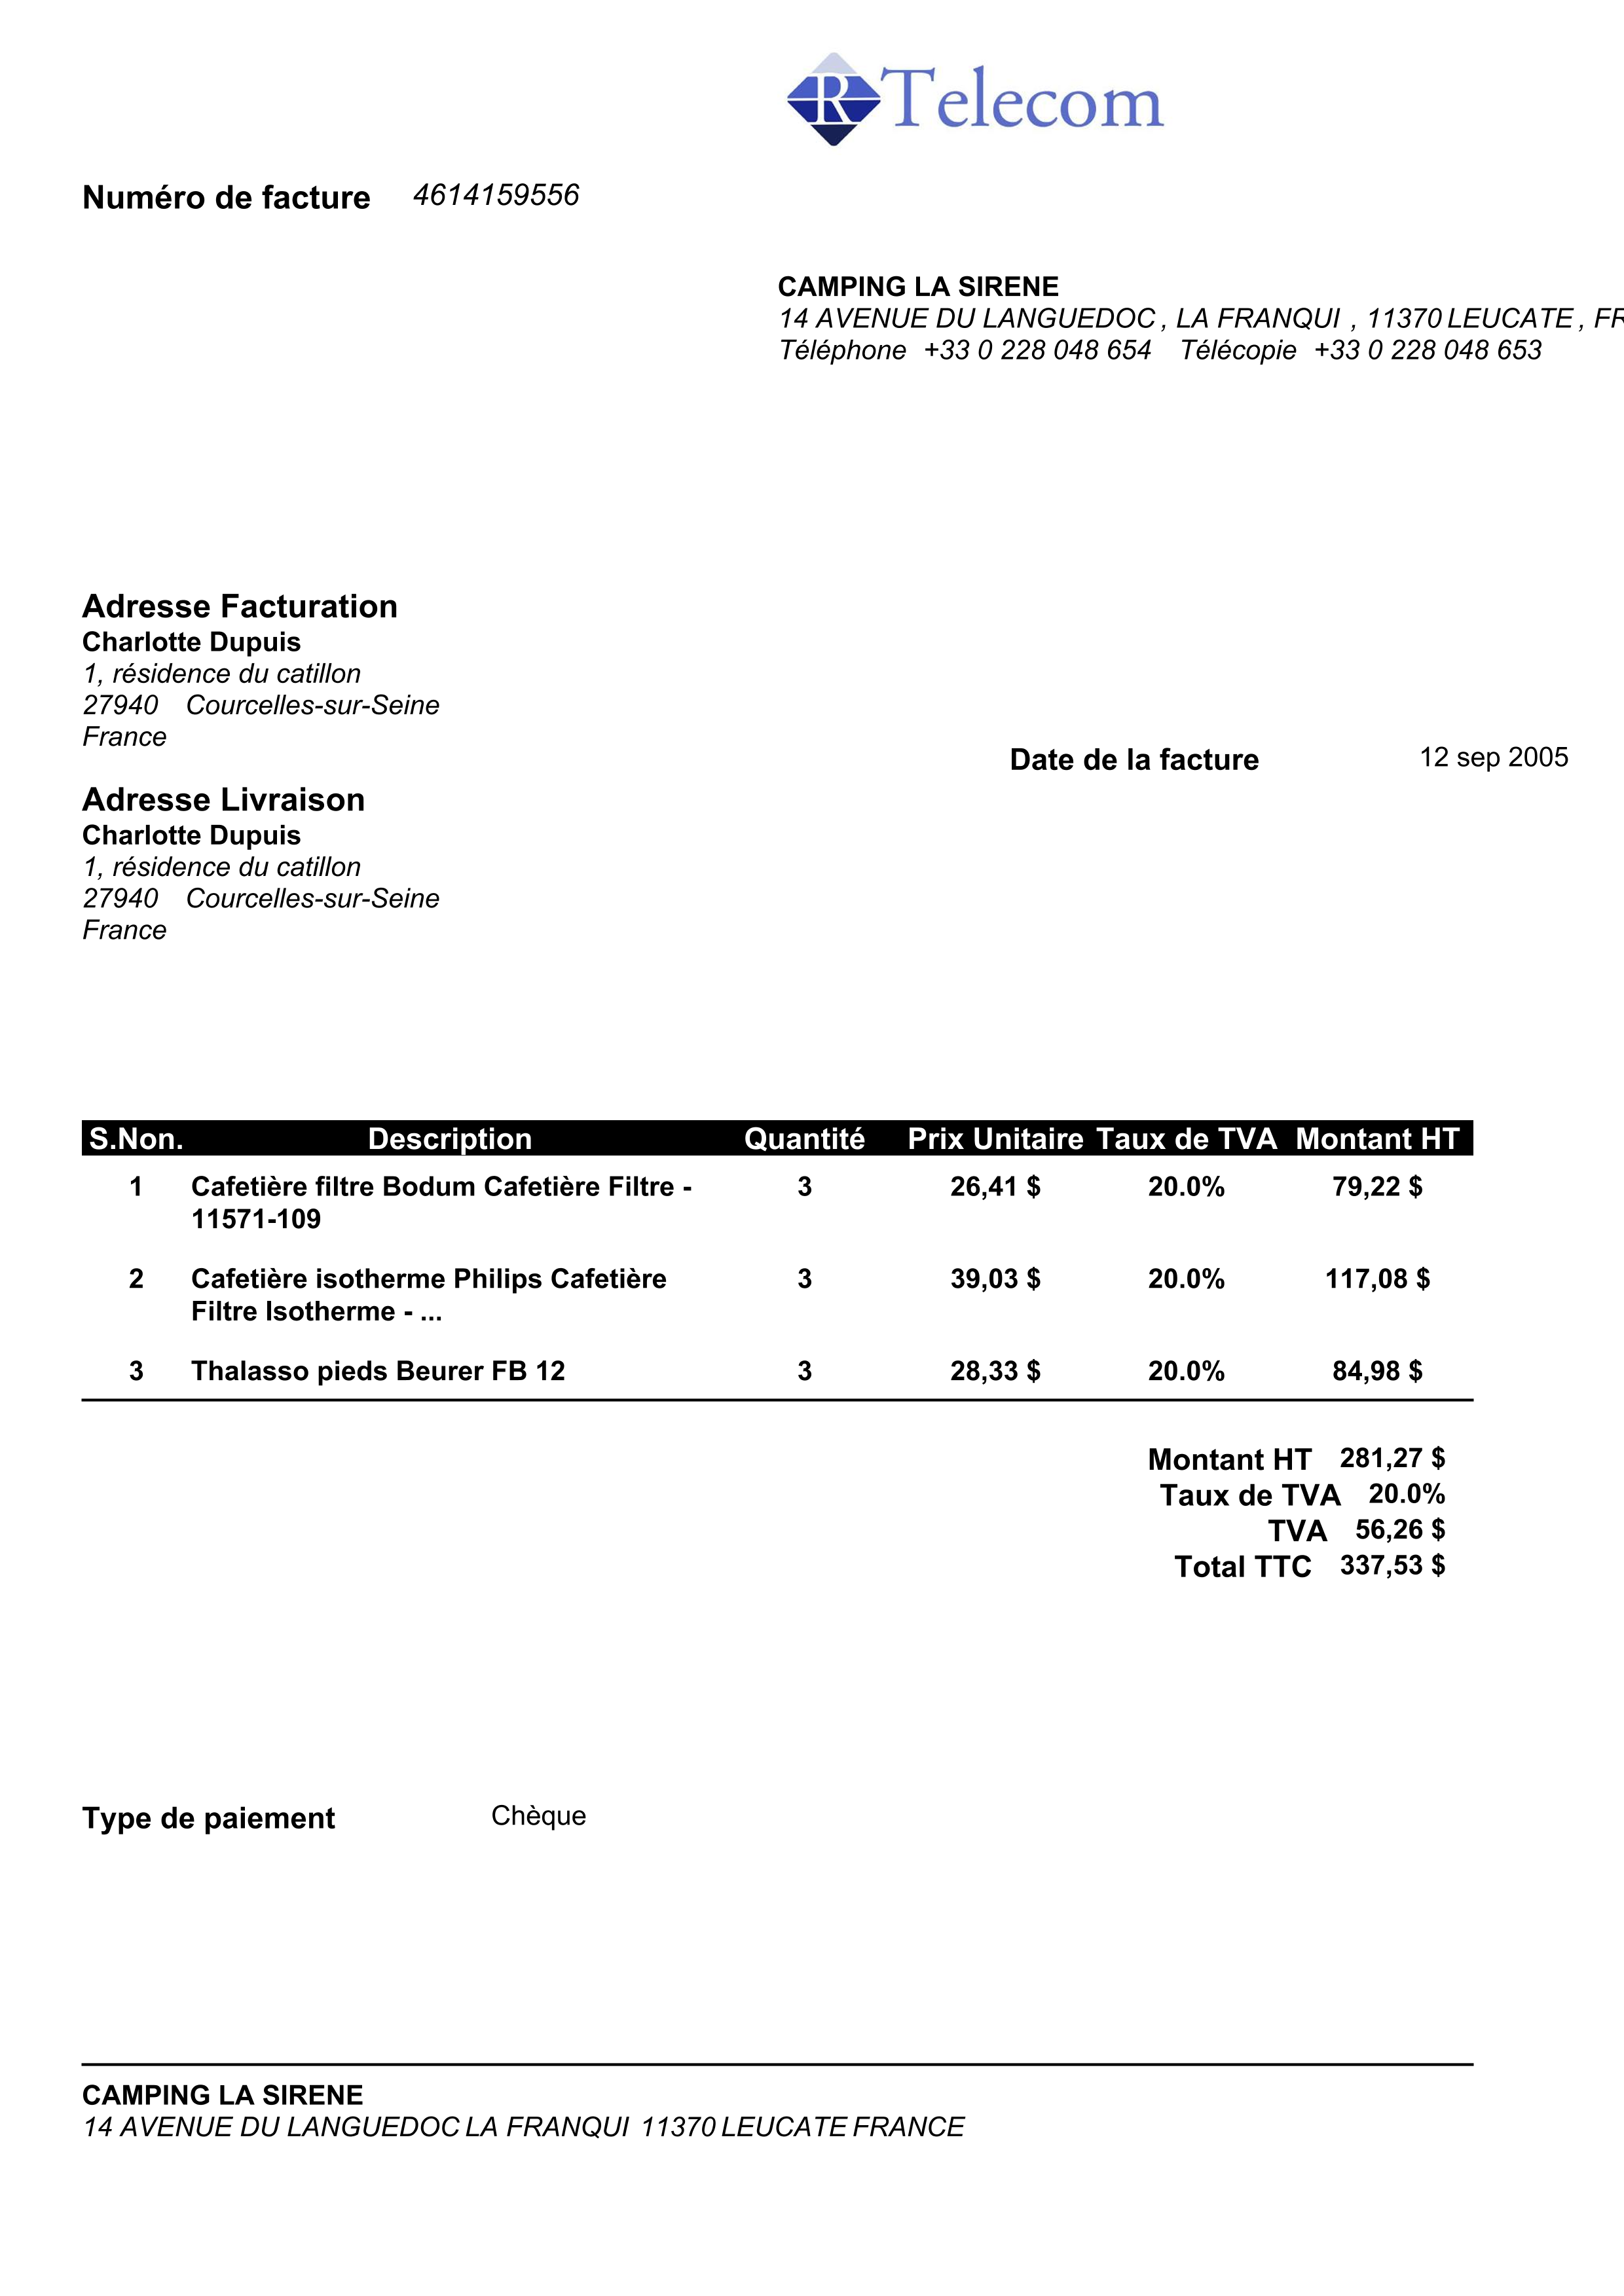 R Telecom
Numéro de facture 4614159556
CAMPING LA SIRENE
14 AVENUE DU LANGUEDOC , LA FRANQUI , 11370 LEUCATE , FR
Téléphone +33 0 228 048 654 Télécopie +33 0 228 048 653
Adresse Facturation
Charlotte Dupuis
1, résidence du catillon
27940 Courcelles-sur-Seine
France
Date de la facture 12 sep 2005
Adresse Livraison
Charlotte Dupuis
1, résidence du catillon
27940 Courcelles-sur-Seine
France
S.Non. Description Quantité Prix Unitaire Taux de TVA Montant HT
1 Cafetière filtre Bodum Cafetière Filtre - 3 26,41 $ 20.0% 79,22 $
11571-109
2 Cafetière isotherme Philips Cafetière 3 39,03 $ 20.0% 117,08 $
Filtre Isotherme - ...
3 Thalasso pieds Beurer FB 12 3 28,33 $ 20.0% 84,98 $
Montant HT 281,27 $
Taux de TVA 20.0%
TVA 56,26 $
Total TTC 337,53 $
Type de paiement Chèque
CAMPING LA SIRENE
14 AVENUE DU LANGUEDOC LA FRANQUI 11370 LEUCATE FRANCE